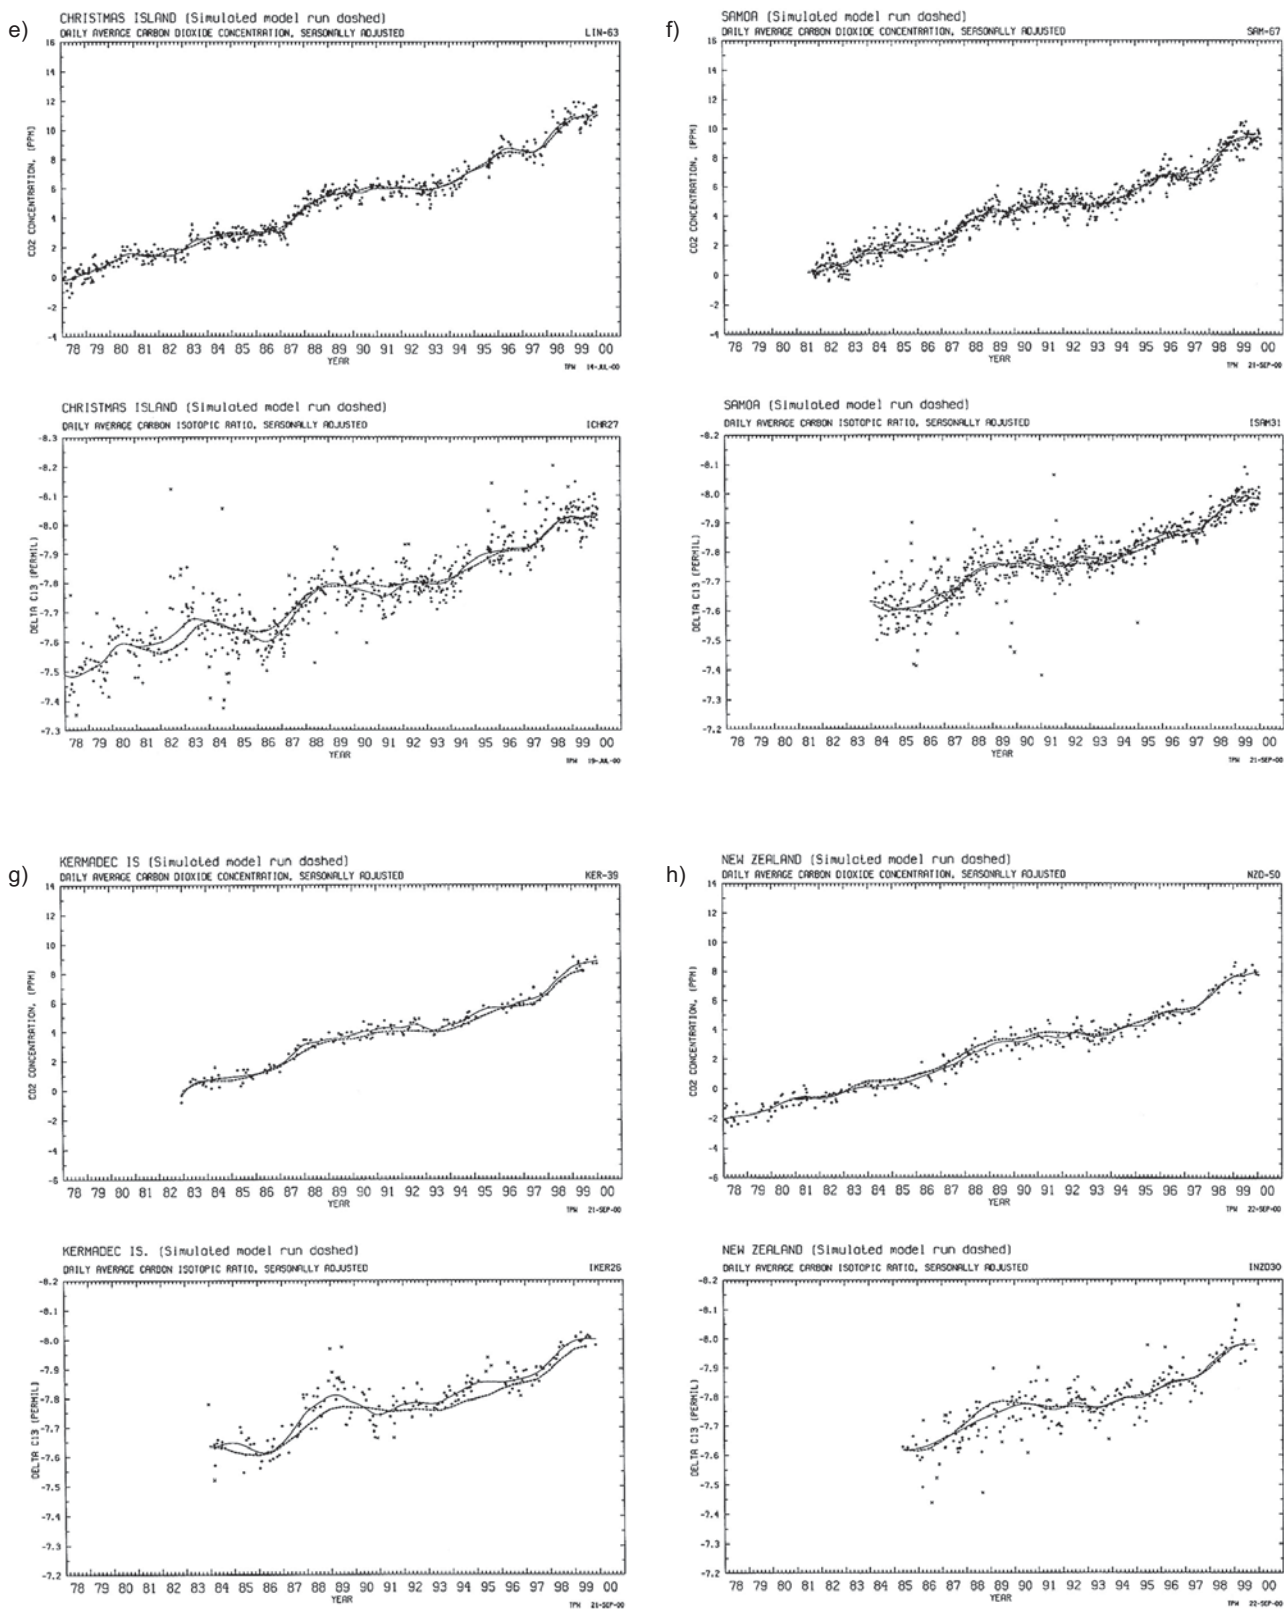 e)
CHRISTMAS ISLAND (Simulated model run dashed)
DAILY AVERAGE CARBON DIOXIDE CONCENTRATION, SEASONALLY ADJUSTED LIN-63
CO2 CONCENTRATION, (PPM)
16
14
12
10
8
6
4
2
0
-2
-4
78 79 80 81 82 83 84 85 86 87 88 89 90 91 92 93 94 95 96 97 98 99 00
YEAR
TPW 14-JUL-00
CHRISTMAS ISLAND (Simulated model run dashed)
DAILY AVERAGE CARBON ISOTOPIC RATIO, SEASONALLY ADJUSTED ICHR27
DELTA C13 (PERMIL)
-8.3
-8.2
-8.1
-8.0
-7.9
-7.8
-7.7
-7.6
-7.5
-7.4
-7.3
78 79 80 81 82 83 84 85 86 87 88 89 90 91 92 93 94 95 96 97 98 99 00
YEAR
TPW 19-JUL-00
f)
SAMOA (Simulated model run dashed)
DAILY AVERAGE CARBON DIOXIDE CONCENTRATION, SEASONALLY ADJUSTED SAM-67
CO2 CONCENTRATION, (PPM)
16
14
12
10
8
6
4
2
0
-2
-4
78 79 80 81 82 83 84 85 86 87 88 89 90 91 92 93 94 95 96 97 98 99 00
YEAR
TPW 21-SEP-00
SAMOA (Simulated model run dashed)
DAILY AVERAGE CARBON ISOTOPIC RATIO, SEASONALLY ADJUSTED ISAM31
DELTA C13 (PERMIL)
-8.2
-8.1
-8.0
-7.9
-7.8
-7.7
-7.6
-7.5
-7.4
-7.3
-7.2
78 79 80 81 82 83 84 85 86 87 88 89 90 91 92 93 94 95 96 97 98 99 00
YEAR
TPW 21-SEP-00
g)
KERMADEC IS (Simulated model run dashed)
DAILY AVERAGE CARBON DIOXIDE CONCENTRATION, SEASONALLY ADJUSTED KER-39
CO2 CONCENTRATION, (PPM)
14
12
10
8
6
4
2
0
-2
-4
-6
78 79 80 81 82 83 84 85 86 87 88 89 90 91 92 93 94 95 96 97 98 99 00
YEAR
TPW 21-SEP-00
KERMADEC IS. (Simulated model run dashed)
DAILY AVERAGE CARBON ISOTOPIC RATIO, SEASONALLY ADJUSTED IKER26
DELTA C13 (PERMIL)
-8.2
-8.1
-8.0
-7.9
-7.8
-7.7
-7.6
-7.5
-7.4
-7.3
-7.2
78 79 80 81 82 83 84 85 86 87 88 89 90 91 92 93 94 95 96 97 98 99 00
YEAR
TPW 21-SEP-00
h)
NEW ZEALAND (Simulated model run dashed)
DAILY AVERAGE CARBON DIOXIDE CONCENTRATION, SEASONALLY ADJUSTED NZD-50
CO2 CONCENTRATION, (PPM)
14
12
10
8
6
4
2
0
-2
-4
-6
78 79 80 81 82 83 84 85 86 87 88 89 90 91 92 93 94 95 96 97 98 99 00
YEAR
TPW 22-SEP-00
NEW ZEALAND (Simulated model run dashed)
DAILY AVERAGE CARBON ISOTOPIC RATIO, SEASONALLY ADJUSTED INZD30
DELTA C13 (PERMIL)
-8.2
-8.1
-8.0
-7.9
-7.8
-7.7
-7.6
-7.5
-7.4
-7.3
-7.2
78 79 80 81 82 83 84 85 86 87 88 89 90 91 92 93 94 95 96 97 98 99 00
YEAR
TPW 22-SEP-00